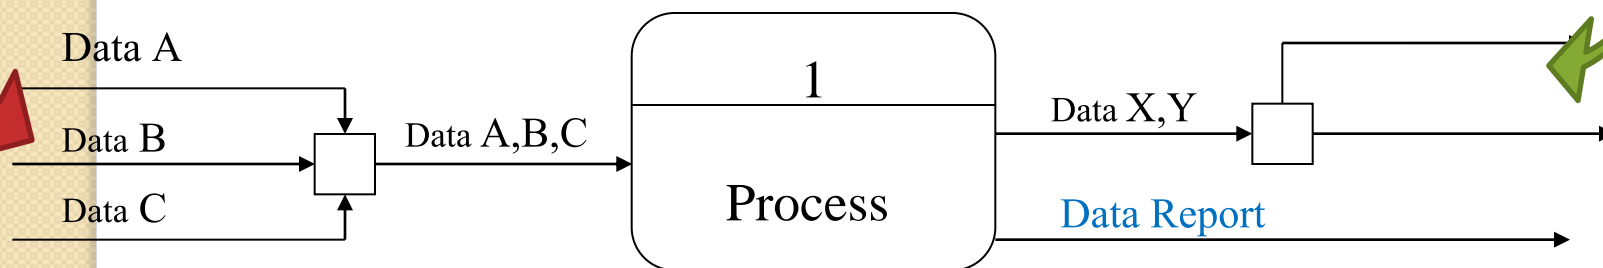 Data A
1
Data X,Y
Data B
Data A,B,C
Process
Data C
Data Report